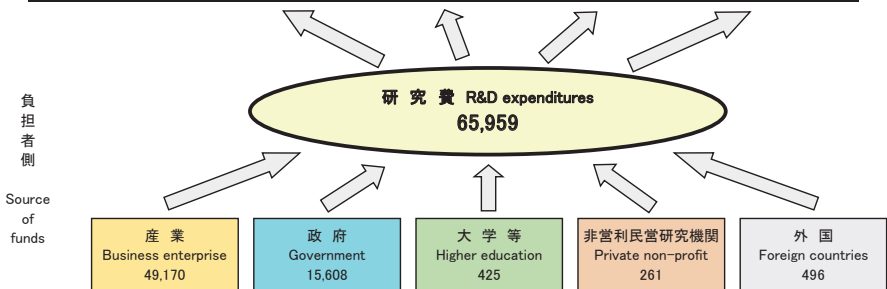 研 究 費 R&D expenditures
65,959
負
担
者
側
Source
of
funds
産 業
Business enterprise
49,170
政 府
Government
15,608
大 学 等
Higher education
425
非営利民営研究機関
Private non-profit
261
外 国
Foreign countries
496